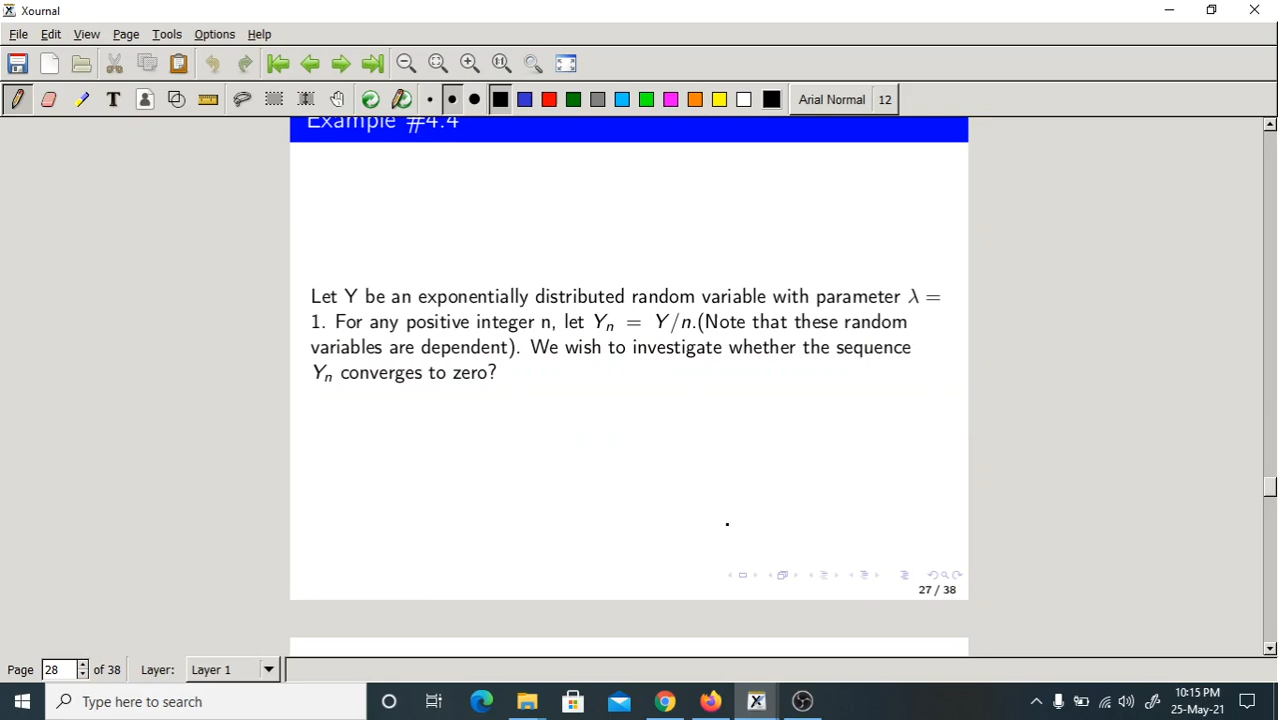 Xournal
File Edit View Page Tools Options Help
Arial Normal 12
Example #4.4
Let Y be an exponentially distributed random variable with parameter λ =
1. For any positive integer n, let Yₙ = Y/n.(Note that these random
variables are dependent). We wish to investigate whether the sequence
Yₙ converges to zero?
27 / 38
Page 28 of 38 Layer: Layer 1
Type here to search
10:15 PM
25-May-21